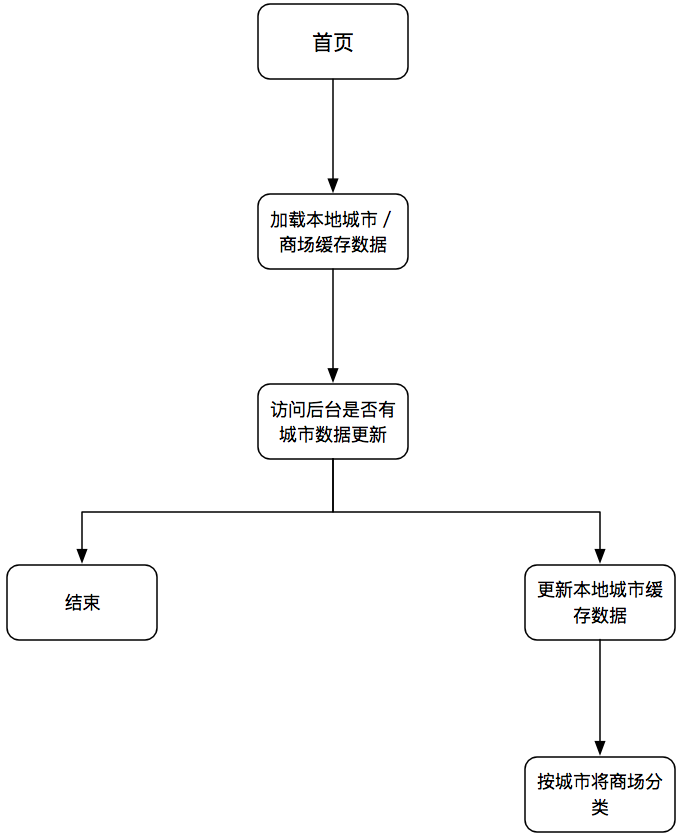 首页
加载本地城市 /
商场缓存数据
访问后台是否有
城市数据更新
结束
更新本地城市缓
存数据
按城市将商场分
类